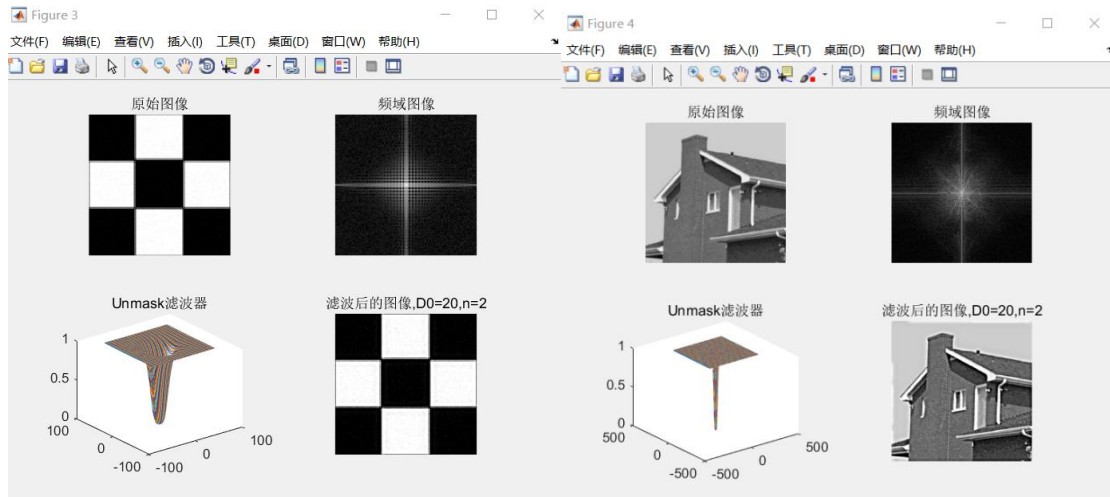 Figure 3
文件(F) 编辑(E) 查看(V) 插入(I) 工具(T) 桌面(D) 窗口(W) 帮助(H)
原始图像
频域图像
Unmask滤波器
滤波后的图像,D0=20,n=2
1
0.5
0
100
0
-100
-100
0
100
Figure 4
文件(F) 编辑(E) 查看(V) 插入(I) 工具(T) 桌面(D) 窗口(W) 帮助(H)
原始图像
频域图像
Unmask滤波器
滤波后的图像,D0=20,n=2
1
0.5
0
500
0
-500
-500
0
500